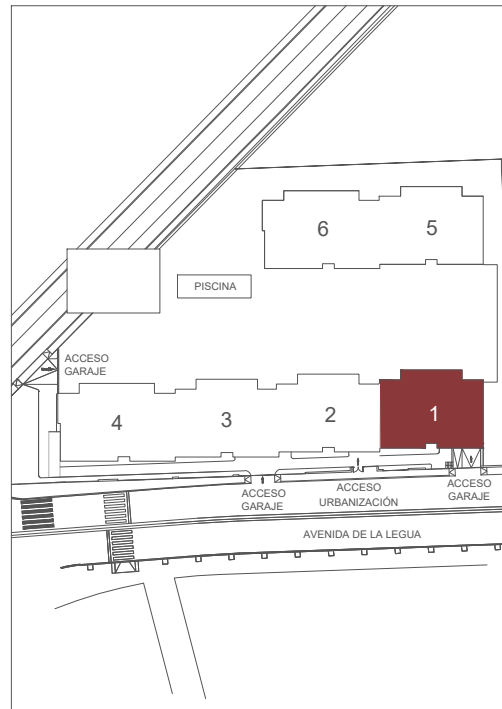 6
5
PISCINA
ACCESO
GARAJE
4
3
2
1
ACCESO
GARAJE
ACCESO
URBANIZACIÓN
ACCESO
GARAJE
AVENIDA DE LA LEGUA